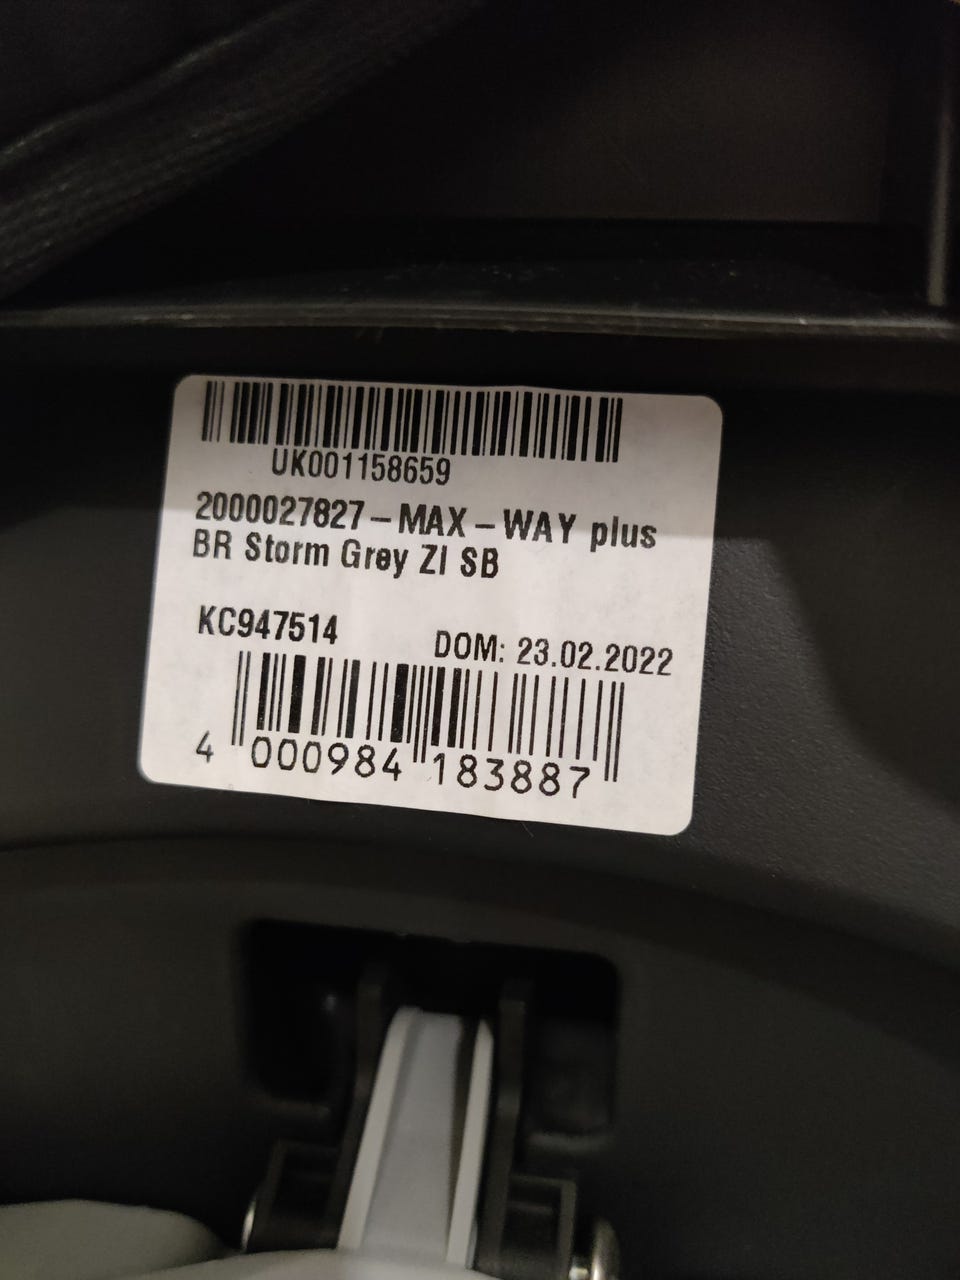 UK001158659
2000027827-MAX-WAY plus
BR Storm Grey ZI SB
KC947514
DOM: 23.02.2022
4 000984 183887